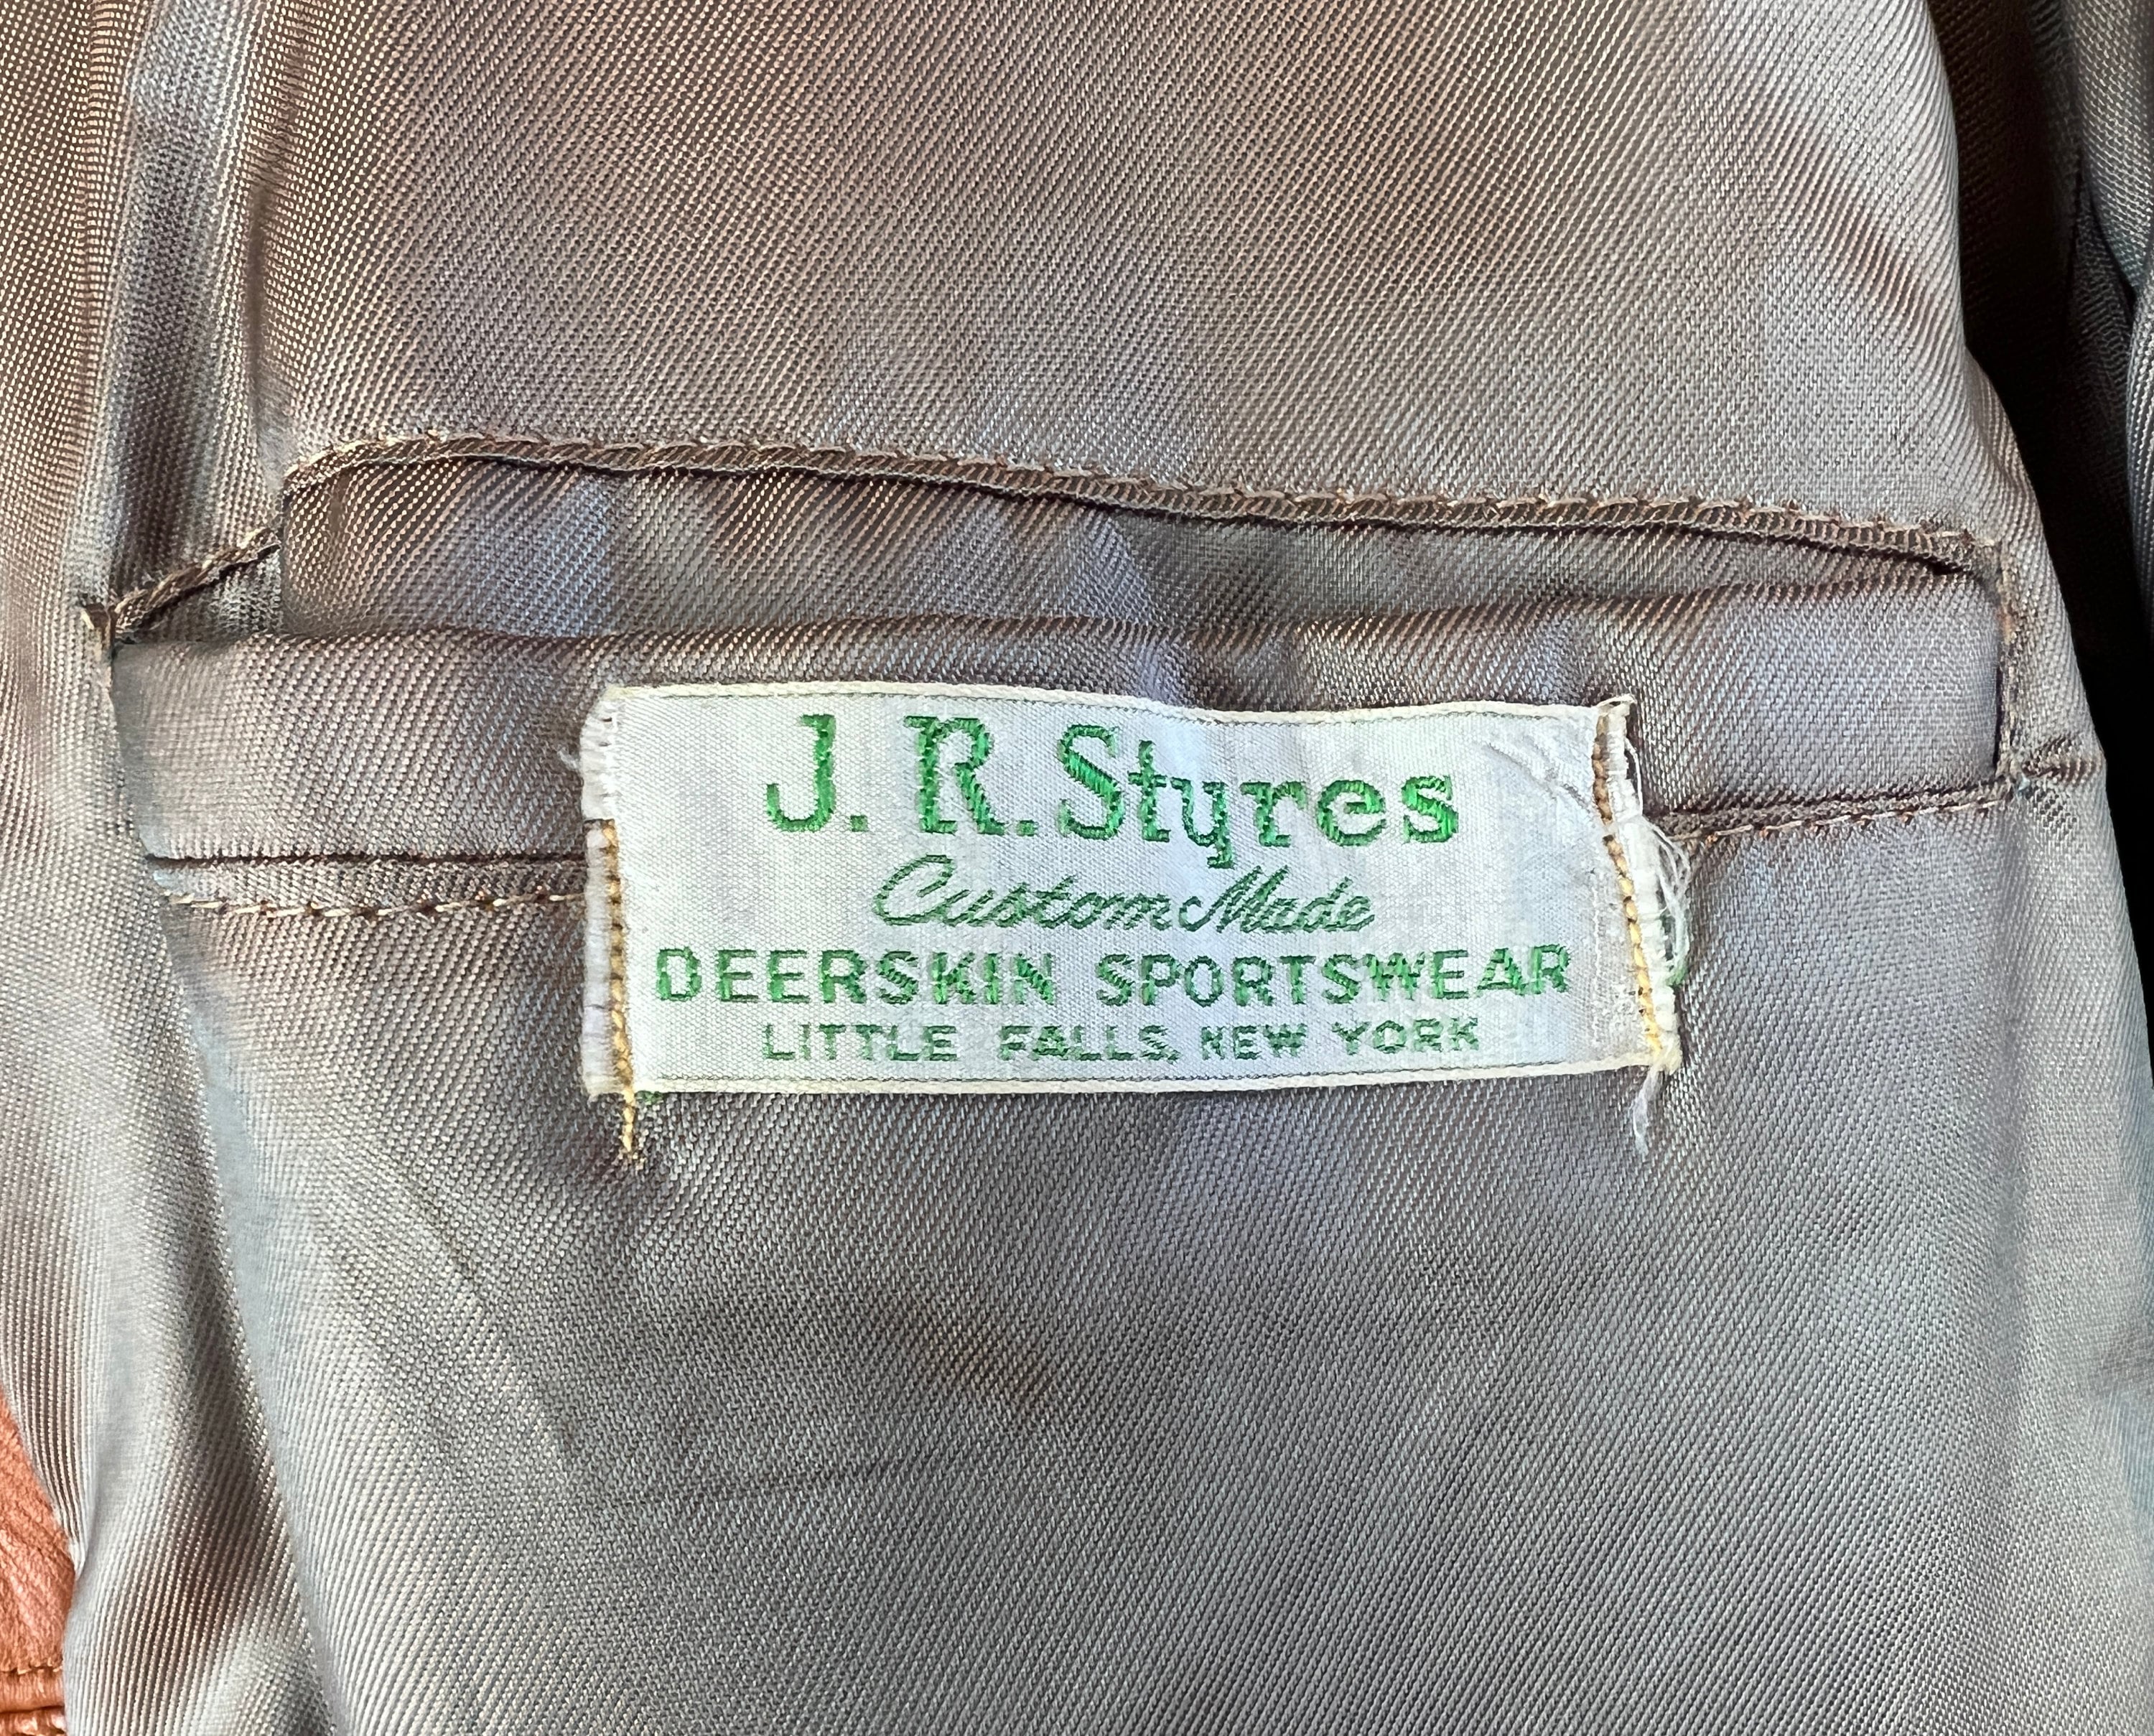 J. R. Styres
Custom Made
DEERSKIN SPORTSWEAR
LITTLE FALLS, NEW YORK